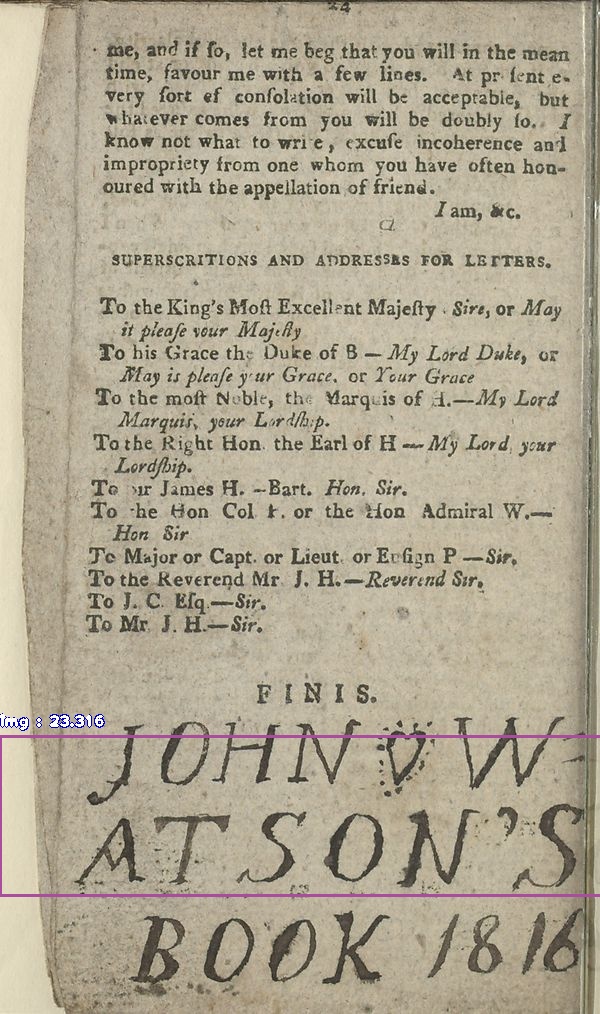 24
me, and if ſo, let me beg that you will in the mean
time, favour me with a few lines. At pr ſent e-
very ſort of conſolation will be acceptable, but
whatever comes from you will be doubly ſo. I
know not what to wri e, excuſe incoherence and
impropriety from one whom you have often hon-
oured with the appellation of friend.
I am, &c.
SUPERSCRITIONS AND ADDRESSES FOR LETTERS.
To the King's Moſt Excellent Majeſty . Sire, or May
it pleaſe your Majeſty
To his Grace the Duke of B — My Lord Duke, or
May is pleaſe y ur Grace, or Your Grace
To the moſt Noble, the Marquis of H.—My Lord
Marquis, your Lordſhip.
To the Right Hon. the Earl of H — My Lord, your
Lordſhip.
To Sir James H. —Bart. Hon. Sir.
To the Hon Col F. or the Hon Admiral W.—
Hon Sir
To Major or Capt. or Lieut. or Enſign P —Sir.
To the Reverend Mr. J. H.—Reverend Sir.
To J. C. Eſq.—Sir.
To Mr. J. H.—Sir.
FINIS.
img : 23.316
JOHN ♡ W=
ATSON'S
BOOK 1816